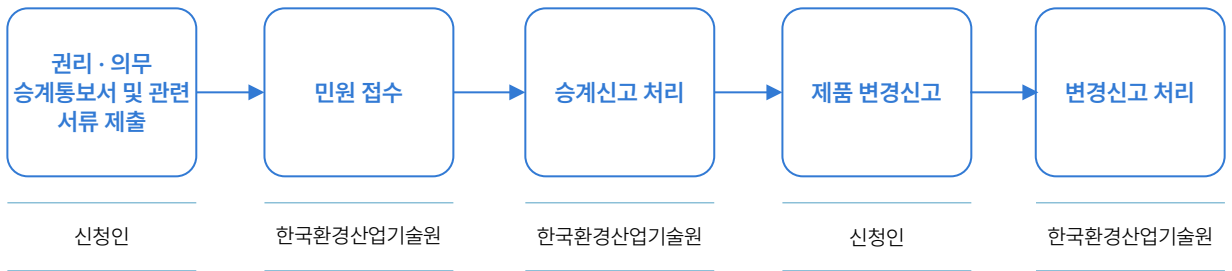 권리 · 의무
승계통보서 및 관련
서류 제출
민원 접수
승계신고 처리
제품 변경신고
변경신고 처리
신청인
한국환경산업기술원
한국환경산업기술원
신청인
한국환경산업기술원